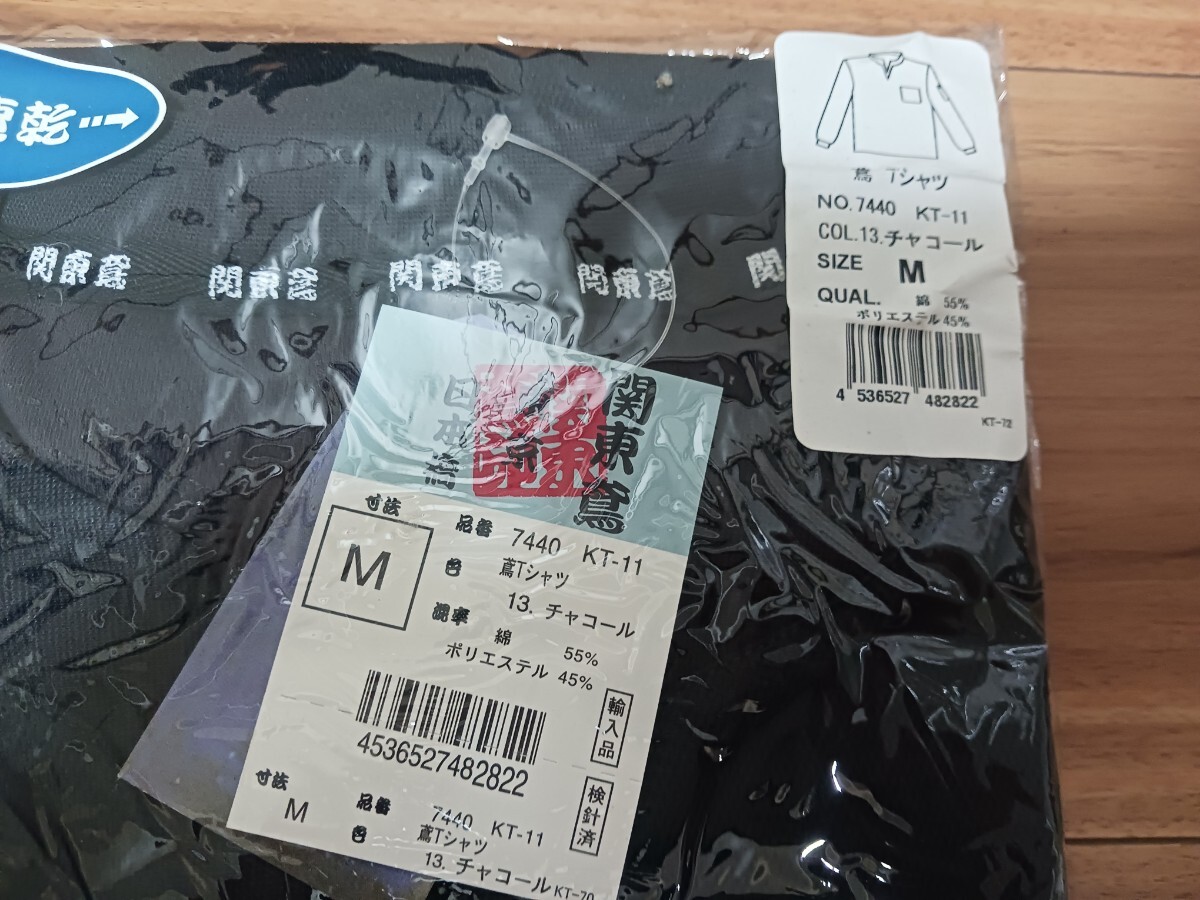 乾
関東鳶 関東鳶 関東鳶 関東鳶 関
鳶 Tシャツ
NO.7440 KT-11
COL.13.チャコール
SIZE M
QUAL. 綿 55%
ポリエステル 45%
4 536527 482822
KT-72
関東鳶
日本
寸法
M
品番 7440 KT-11
色 鳶Tシャツ
13. チャコール
混率 綿 55%
ポリエステル 45%
輸入品
4536527482822
検針済
寸法
M
品番 7440 KT-11
色 鳶Tシャツ
13. チャコール
KT-70